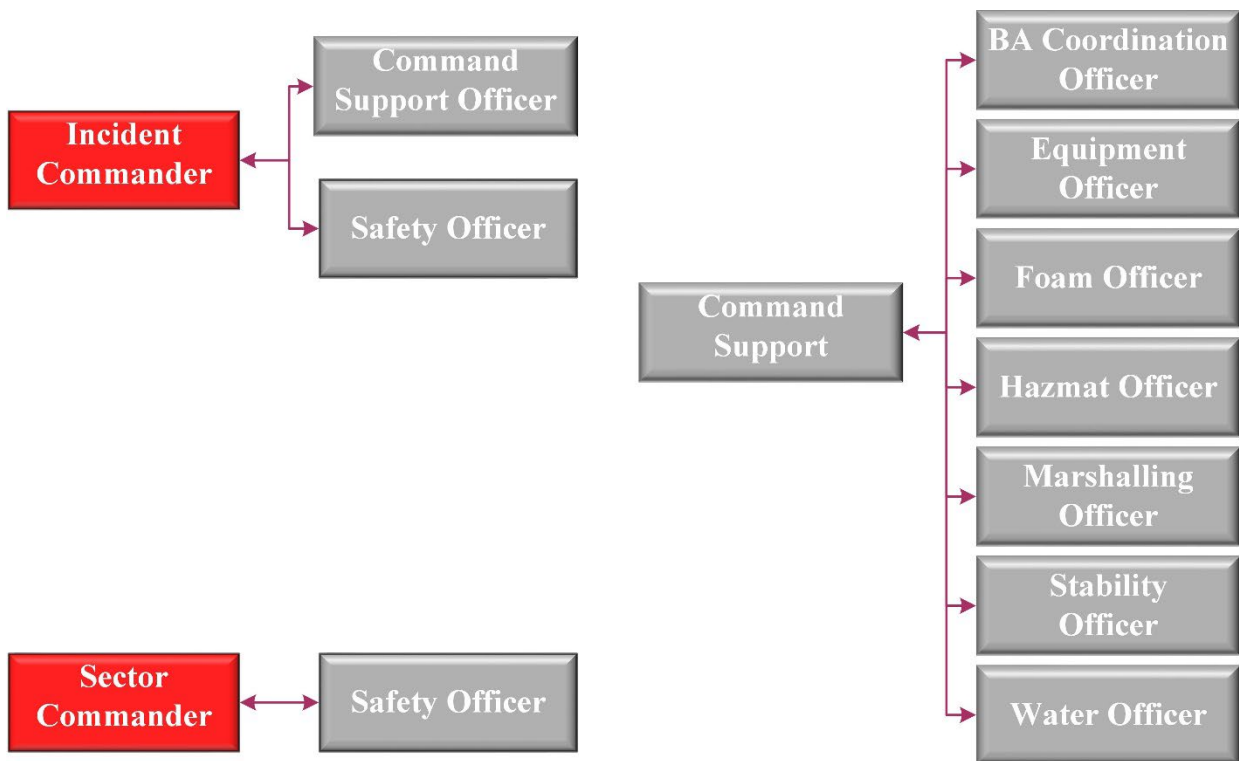 Incident
Commander
Command
Support Officer
Safety Officer
Sector
Commander
Safety Officer
Command
Support
BA Coordination
Officer
Equipment
Officer
Foam Officer
Hazmat Officer
Marshalling
Officer
Stability
Officer
Water Officer